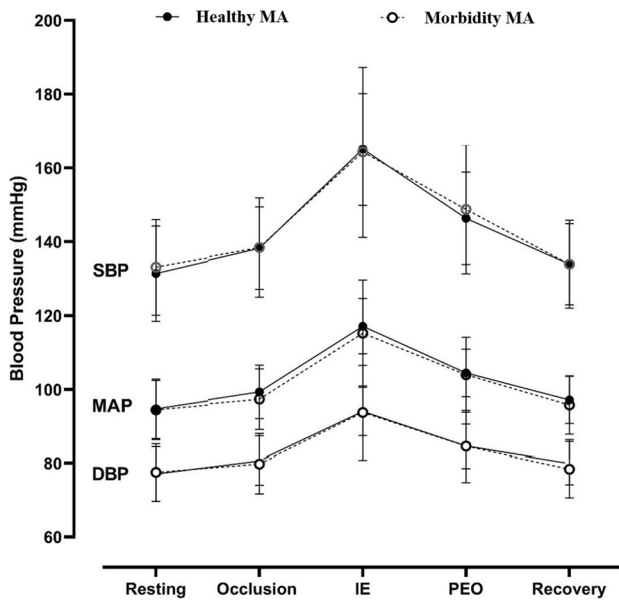 Healthy MA Morbidity MA
200
180
160
140
120
100
80
60
Blood Pressure (mmHg)
SBP
MAP
DBP
Resting Occlusion IE PEO Recovery